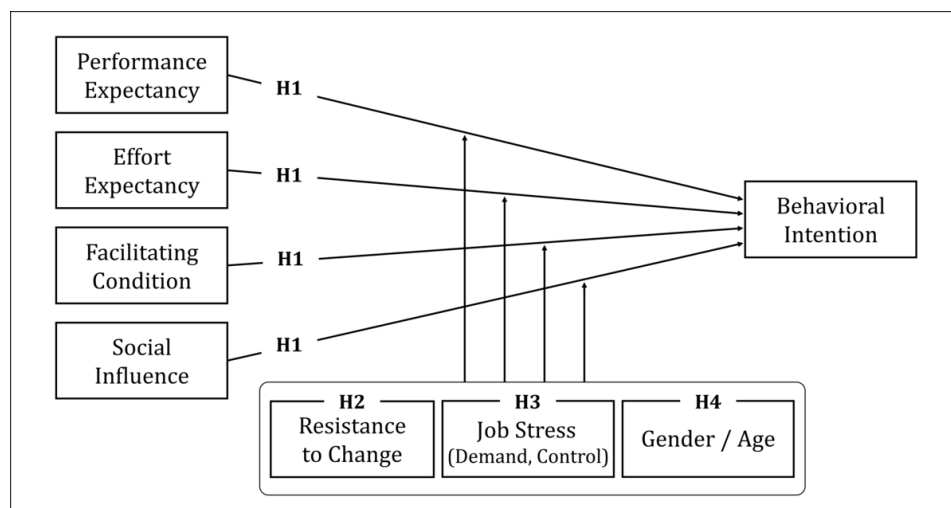 Performance
Expectancy
H1
Effort
Expectancy
H1
Behavioral
Intention
Facilitating
Condition
H1
Social
Influence
H1
H2
Resistance
to Change
H3
Job Stress
(Demand, Control)
H4
Gender / Age